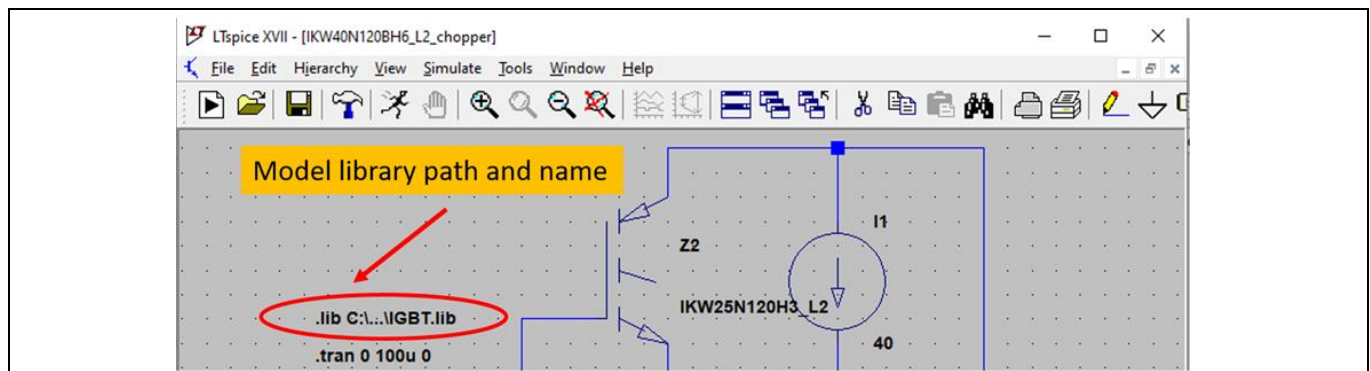 LTspice XVII - [IKW40N120BH6_L2_chopper]
File Edit Hierarchy View Simulate Tools Window Help
Model library path and name
I1
Z2
IKW25N120H3_L2
.lib C:\...\IGBT.lib
40
.tran 0 100u 0